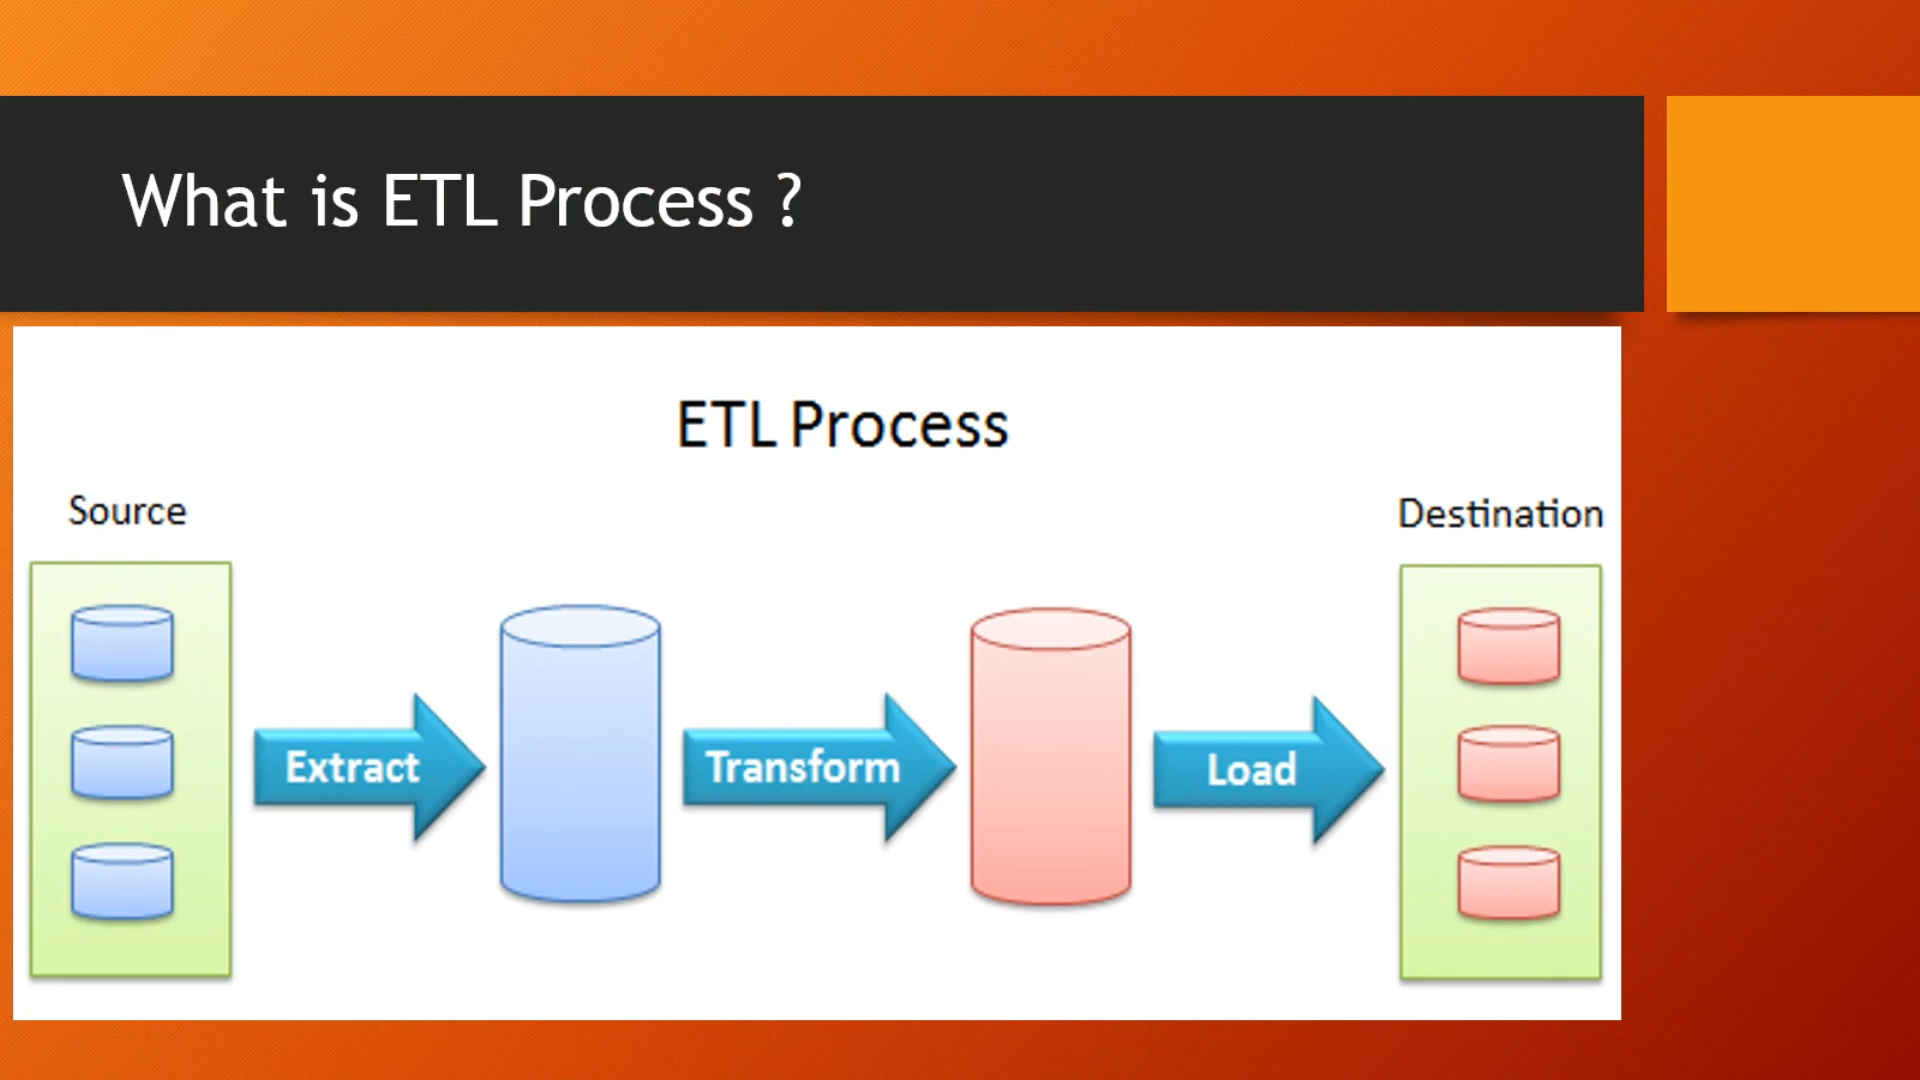 What is ETL Process ?
ETL Process
Source
Destination
Extract
Transform
Load